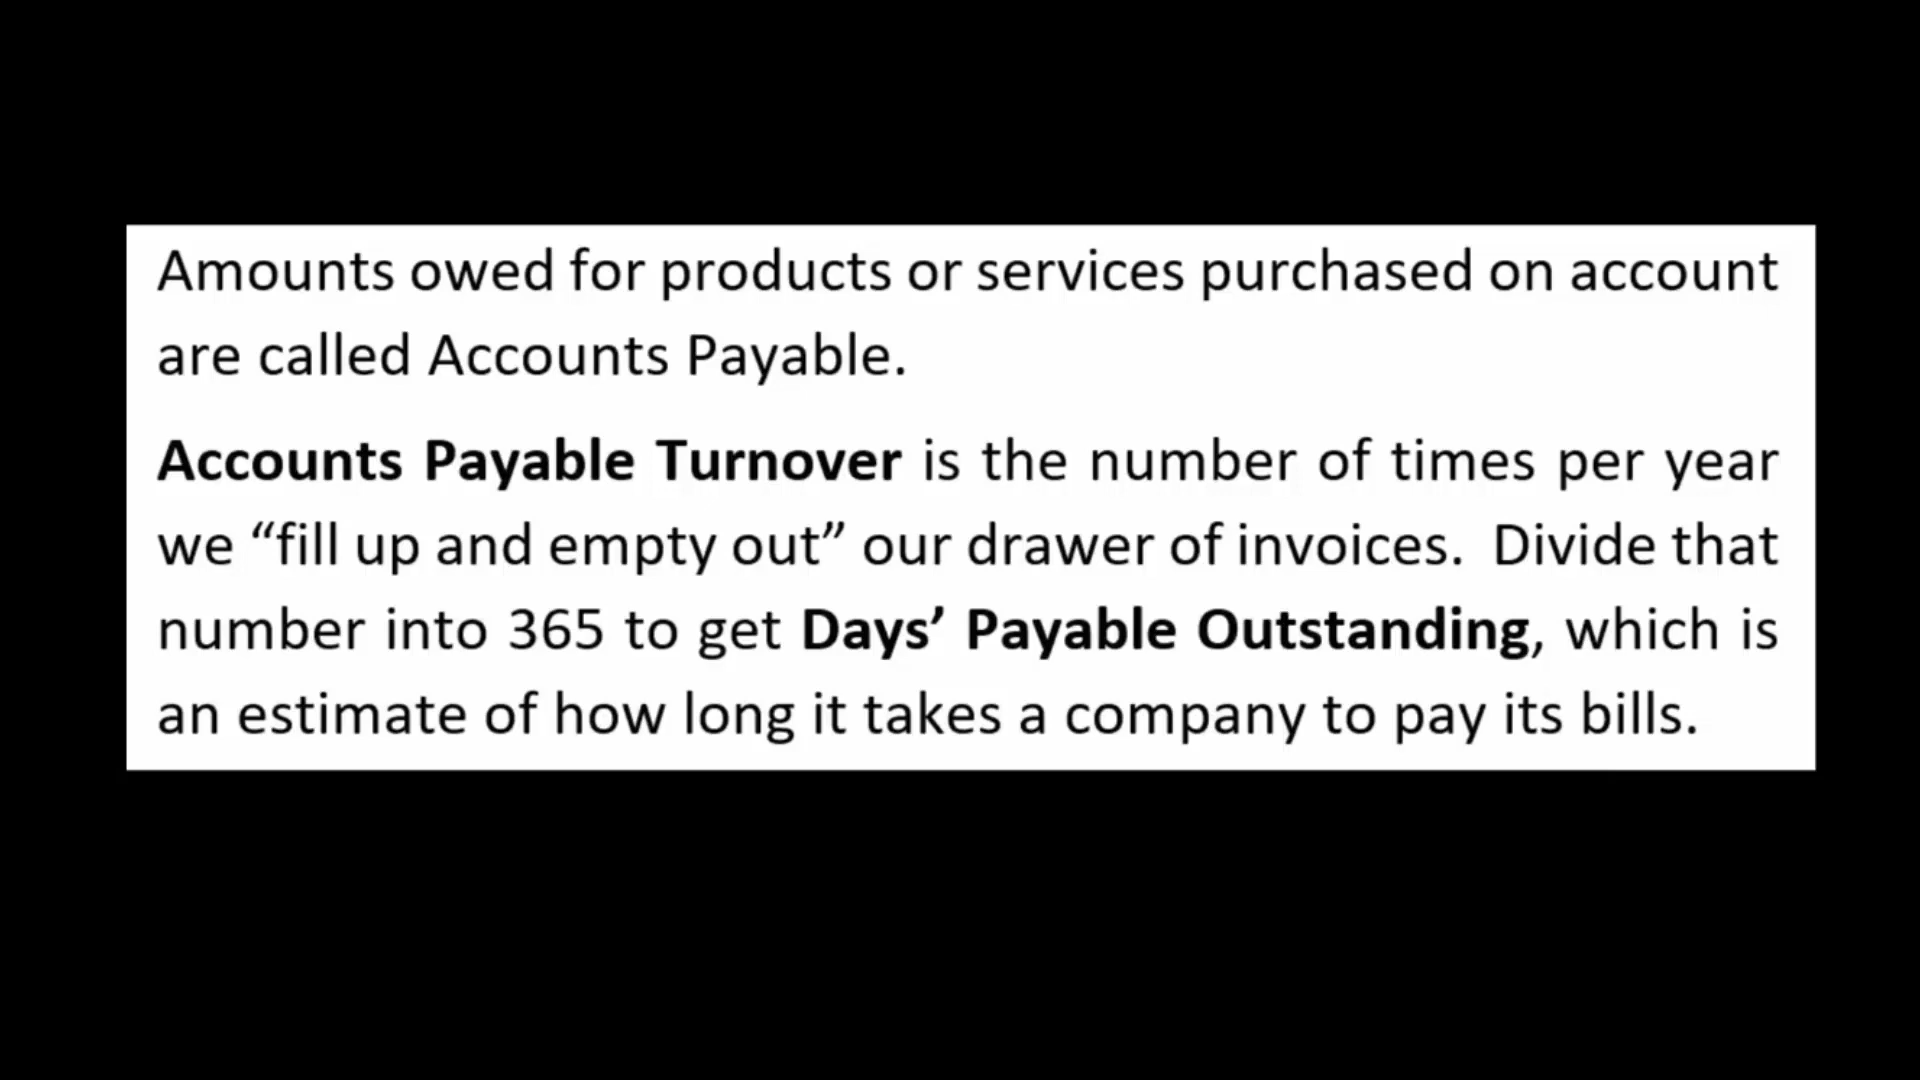 Amounts owed for products or services purchased on account
are called Accounts Payable.
Accounts Payable Turnover is the number of times per year
we “fill up and empty out” our drawer of invoices.  Divide that
number into 365 to get Days’ Payable Outstanding, which is
an estimate of how long it takes a company to pay its bills.